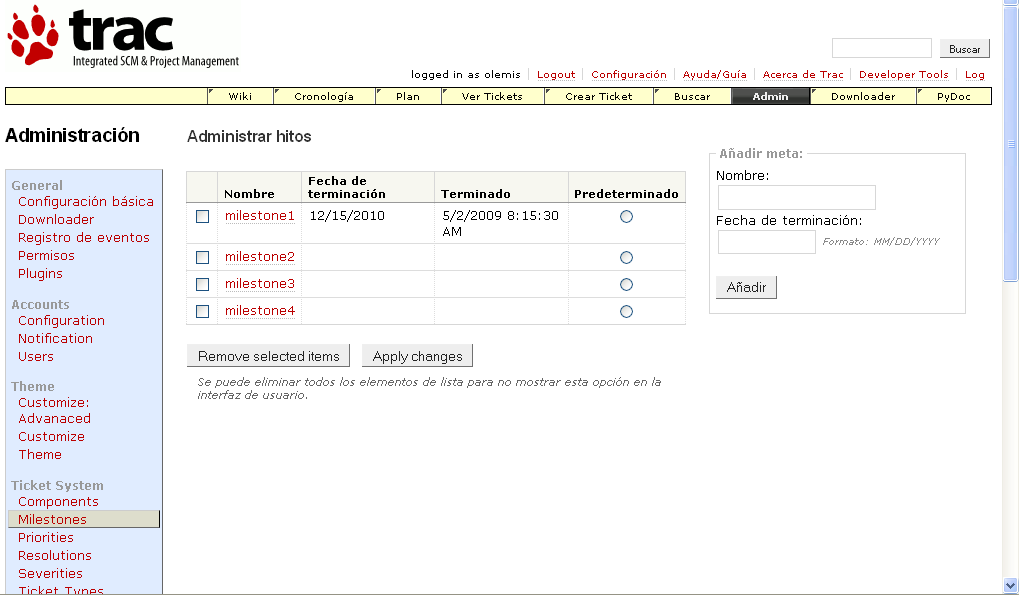 trac
Integrated SCM & Project Management
Buscar
logged in as olemis Logout Configuración Ayuda/Guía Acerca de Trac Developer Tools Log
Wiki Cronología Plan Ver Tickets Crear Ticket Buscar Admin Downloader PyDoc
Administración
General
Configuración básica
Downloader
Registro de eventos
Permisos
Plugins
Accounts
Configuration
Notification
Users
Theme
Customize:
Advanaced
Customize
Theme
Ticket System
Components
Milestones
Priorities
Resolutions
Severities
Ticket Types
Administrar hitos
Nombre Fecha de terminación Terminado Predeterminado
milestone1 12/15/2010 5/2/2009 8:15:30 AM
milestone2
milestone3
milestone4
Remove selected items Apply changes
Se puede eliminar todos los elementos de lista para no mostrar esta opción en la
interfaz de usuario.
Añadir meta:
Nombre:
Fecha de terminación:
Formato: MM/DD/YYYY
Añadir